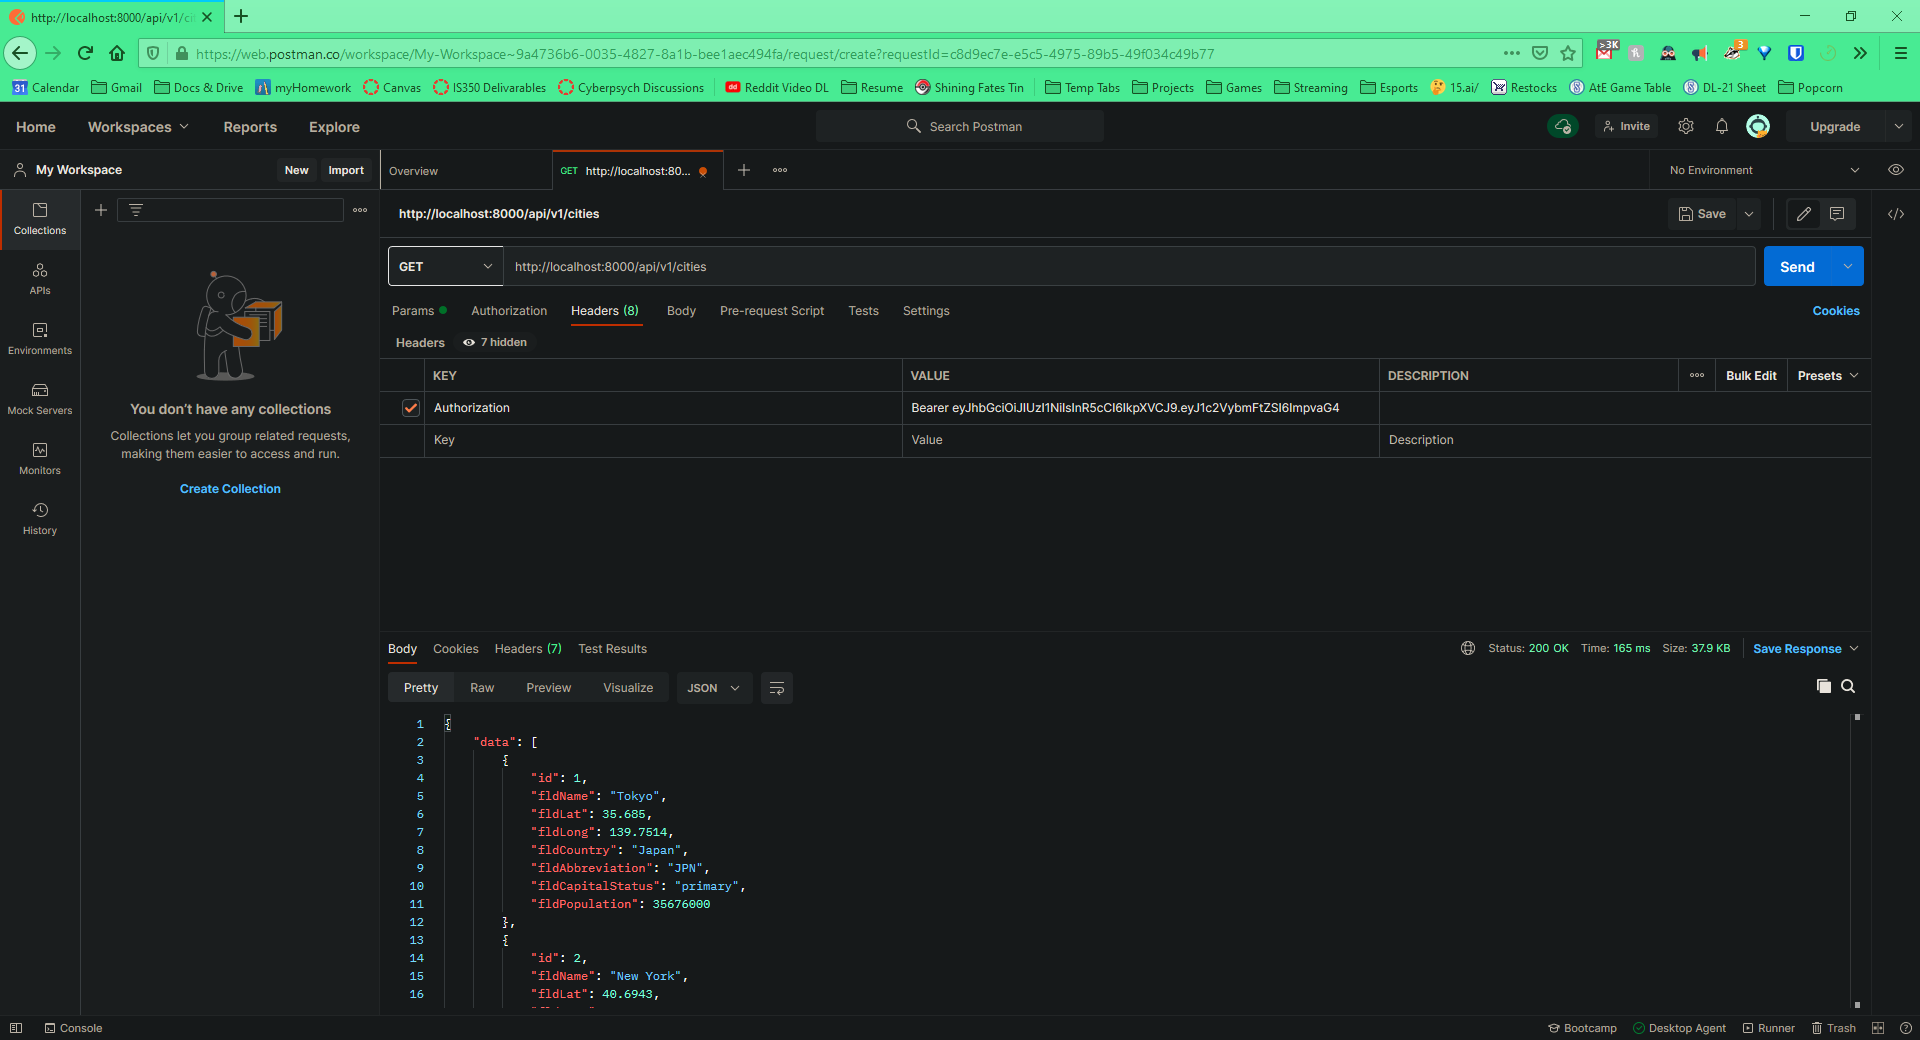 http://localhost:8000/api/v1/ci
https://web.postman.co/workspace/My-Workspace~9a4736b6-0035-4827-8a1b-bee1aec494fa/request/create?requestId=c8d9ec7e-e5c5-4975-89b5-49f034c49b77
>3K
3
31 Calendar Gmail Docs & Drive myHomework Canvas IS350 Delivarables Cyberpsych Discussions dd Reddit Video DL Resume Shining Fates Tin Temp Tabs Projects Games Streaming Esports 15.ai/ Restocks AtE Game Table DL-21 Sheet Popcorn
Home Workspaces Reports Explore Search Postman Invite Upgrade
My Workspace New Import Overview GET http://localhost:80... No Environment
Collections
http://localhost:8000/api/v1/cities Save
GET http://localhost:8000/api/v1/cities Send
APIs
Params Authorization Headers (8) Body Pre-request Script Tests Settings Cookies
Headers 7 hidden
Environments
KEY VALUE DESCRIPTION Bulk Edit Presets
Authorization Bearer eyJhbGciOiJIUzI1NiIsInR5cCI6IkpXVCJ9.eyJ1c2VybmFtZSI6ImpvaG4
Mock Servers
You don't have any collections
Collections let you group related requests,
making them easier to access and run.
Key Value Description
Monitors
Create Collection
History
Body Cookies Headers (7) Test Results Status: 200 OK Time: 165 ms Size: 37.9 KB Save Response
Pretty Raw Preview Visualize JSON
1 {
2 "data": [
3 {
4 "id": 1,
5 "fldName": "Tokyo",
6 "fldLat": 35.685,
7 "fldLong": 139.7514,
8 "fldCountry": "Japan",
9 "fldAbbreviation": "JPN",
10 "fldCapitalStatus": "primary",
11 "fldPopulation": 35676000
12 },
13 {
14 "id": 2,
15 "fldName": "New York",
16 "fldLat": 40.6943,
Console Bootcamp Desktop Agent Runner Trash